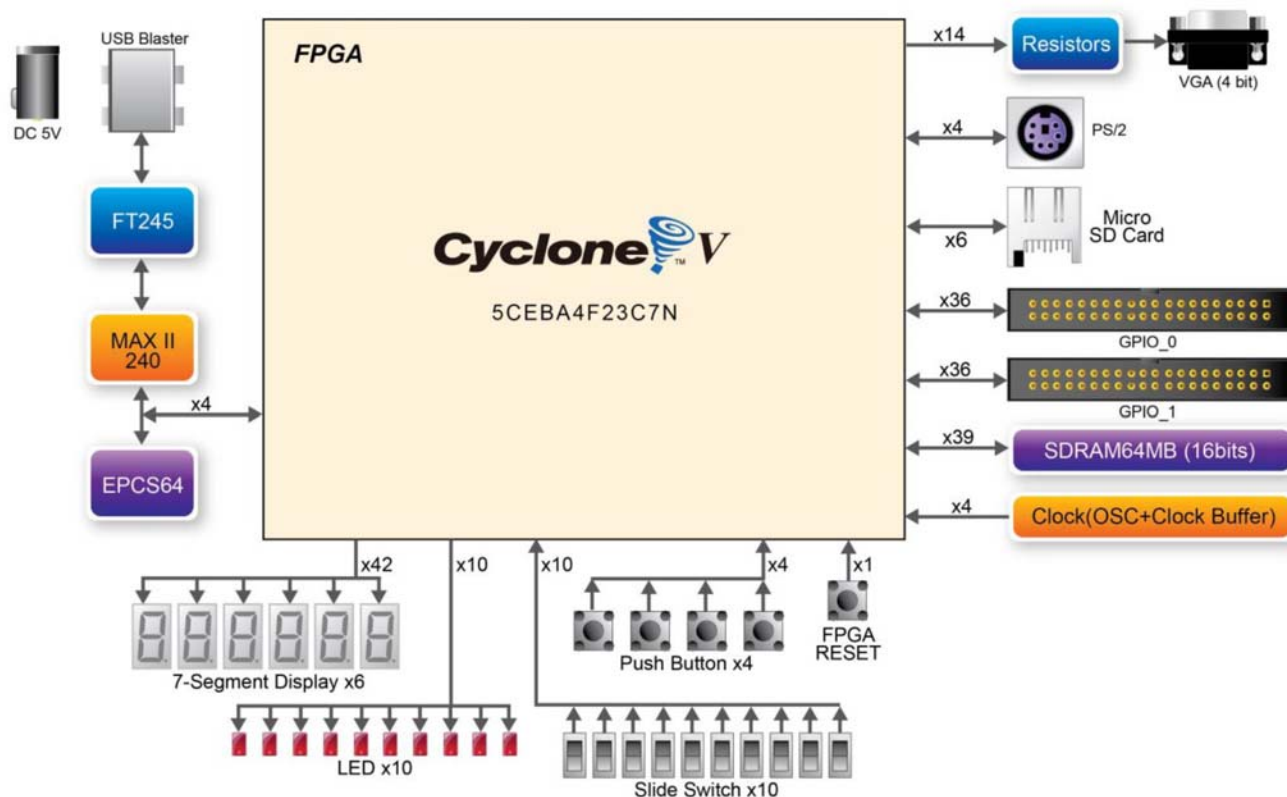 USB Blaster
DC 5V
FT245
MAX II
240
x4
EPCS64
FPGA
Cyclone V
TM
5CEBA4F23C7N
x14
Resistors
VGA (4 bit)
x4
PS/2
x6
Micro
SD Card
x36
GPIO_0
x36
GPIO_1
x39
SDRAM64MB (16bits)
x4
Clock(OSC+Clock Buffer)
x42
x10
x10
x4
x1
7-Segment Display x6
Push Button x4
FPGA
RESET
LED x10
Slide Switch x10